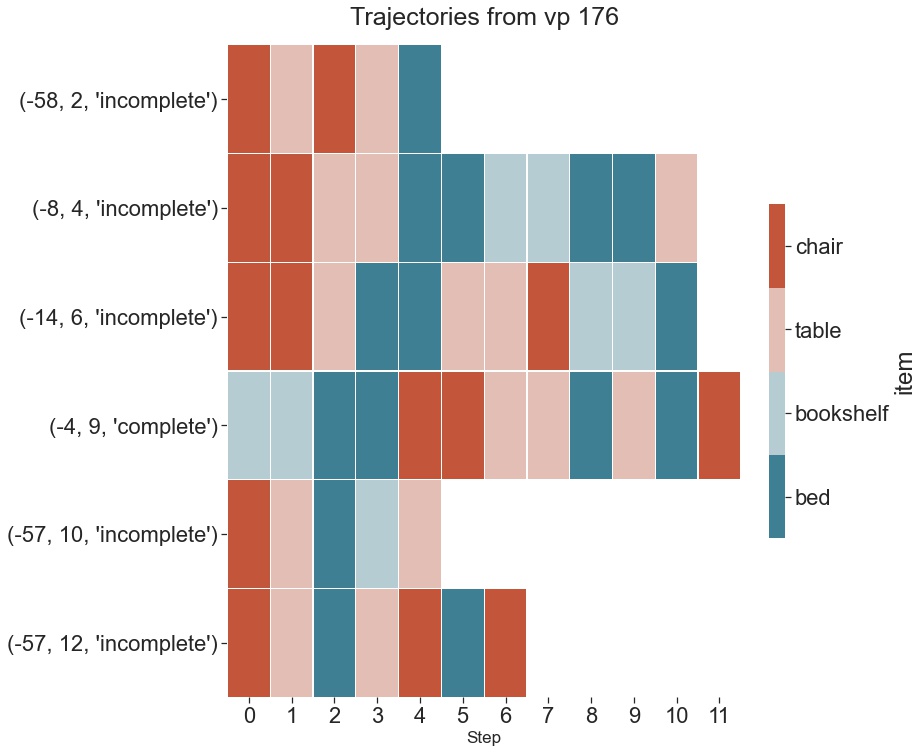 Trajectories from vp 176
(-58, 2, 'incomplete')
(-8, 4, 'incomplete')
(-14, 6, 'incomplete')
(-4, 9, 'complete')
(-57, 10, 'incomplete')
(-57, 12, 'incomplete')
0 1 2 3 4 5 6 7 8 9 10 11
Step
chair
table
bookshelf
bed
item